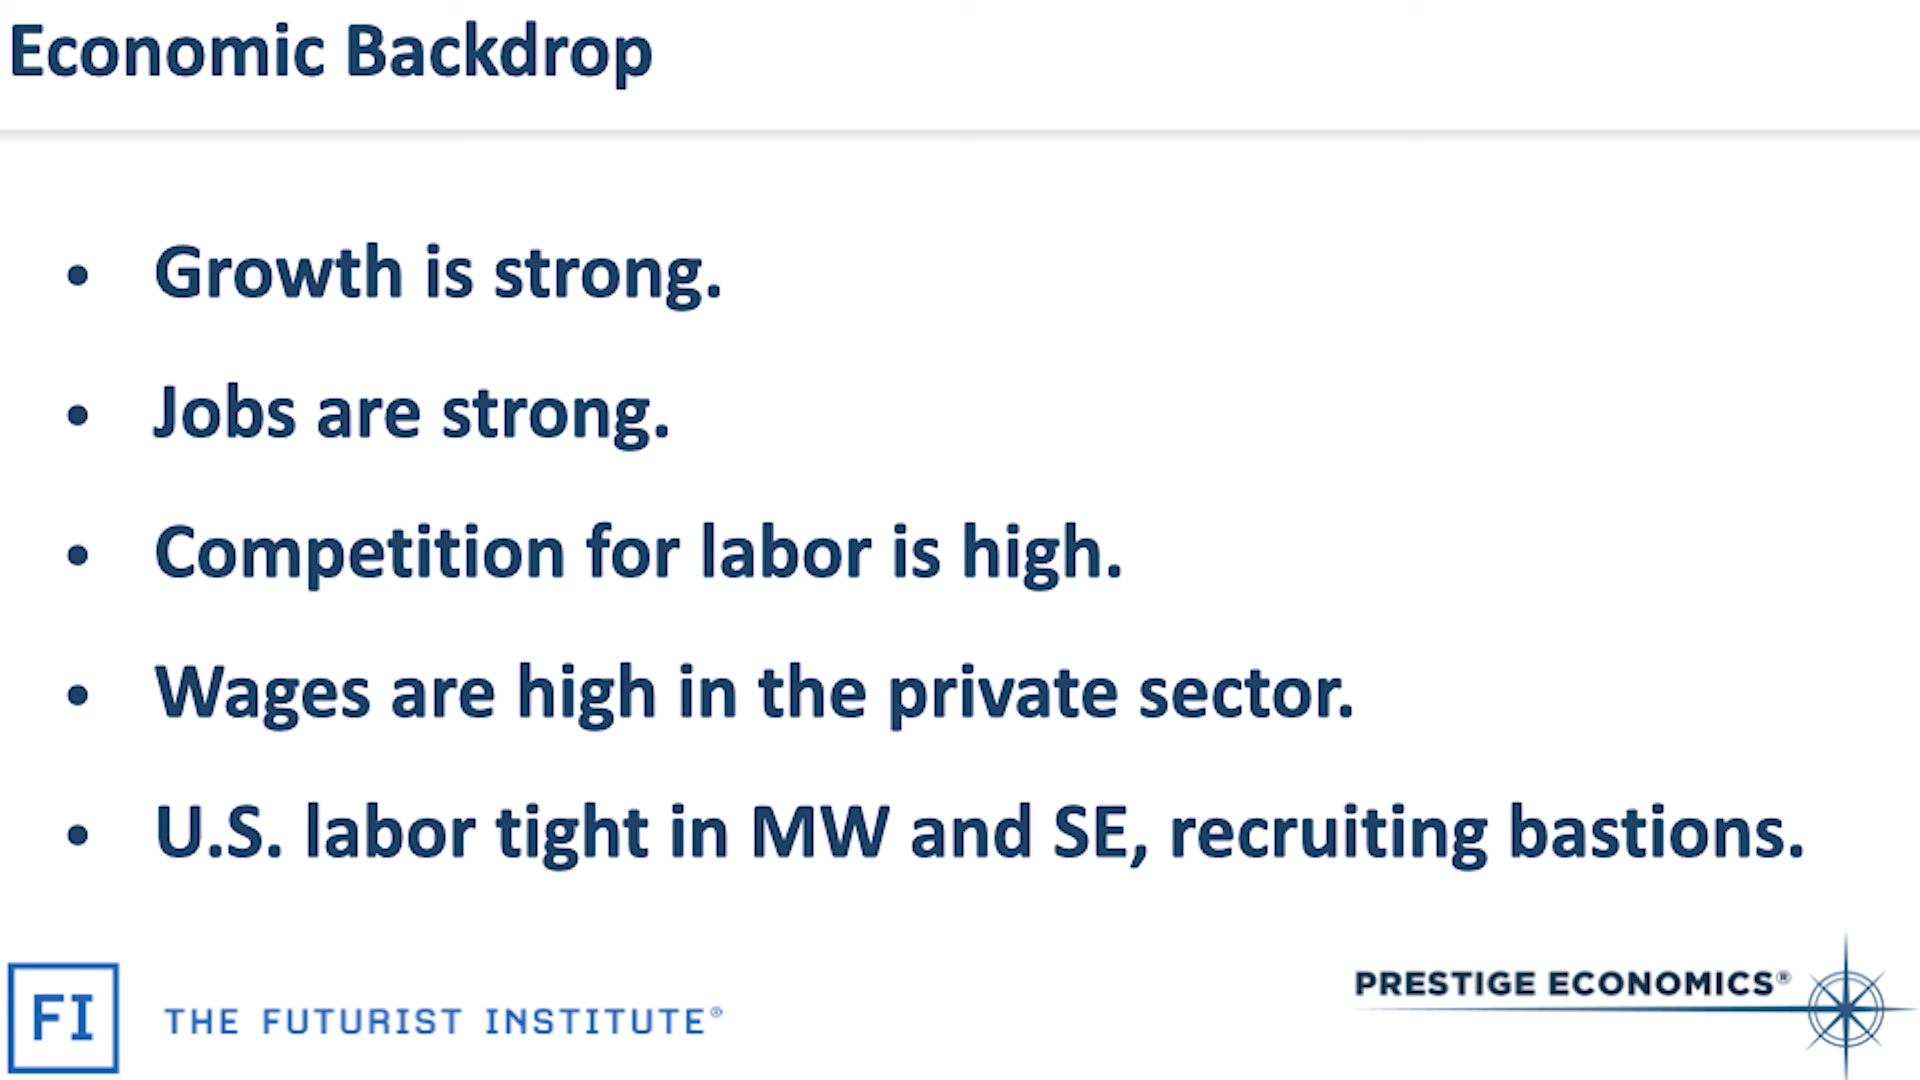 Economic Backdrop
• Growth is strong.
• Jobs are strong.
• Competition for labor is high.
• Wages are high in the private sector.
• U.S. labor tight in MW and SE, recruiting bastions.
FI THE FUTURIST INSTITUTE®
PRESTIGE ECONOMICS®